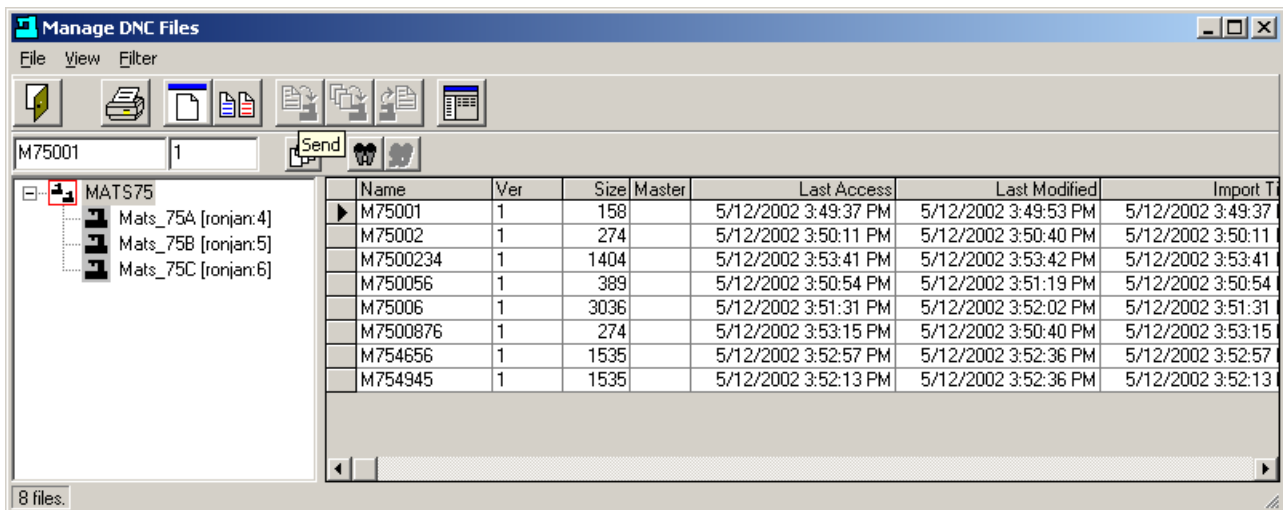 Manage DNC Files
File View Filter
Send
M75001 1
MATS75
Mats_75A [ronjan:4]
Mats_75B [ronjan:5]
Mats_75C [ronjan:6]
Name Ver Size Master Last Access Last Modified Import Ti
M75001 1 158 5/12/2002 3:49:37 PM 5/12/2002 3:49:53 PM 5/12/2002 3:49:37
M75002 1 274 5/12/2002 3:50:11 PM 5/12/2002 3:50:40 PM 5/12/2002 3:50:11
M7500234 1 1404 5/12/2002 3:53:41 PM 5/12/2002 3:53:42 PM 5/12/2002 3:53:41
M750056 1 389 5/12/2002 3:50:54 PM 5/12/2002 3:51:19 PM 5/12/2002 3:50:54
M75006 1 3036 5/12/2002 3:51:31 PM 5/12/2002 3:52:02 PM 5/12/2002 3:51:31
M7500876 1 274 5/12/2002 3:53:15 PM 5/12/2002 3:50:40 PM 5/12/2002 3:53:15
M754656 1 1535 5/12/2002 3:52:57 PM 5/12/2002 3:52:36 PM 5/12/2002 3:52:57
M754945 1 1535 5/12/2002 3:52:13 PM 5/12/2002 3:52:36 PM 5/12/2002 3:52:13
8 files.